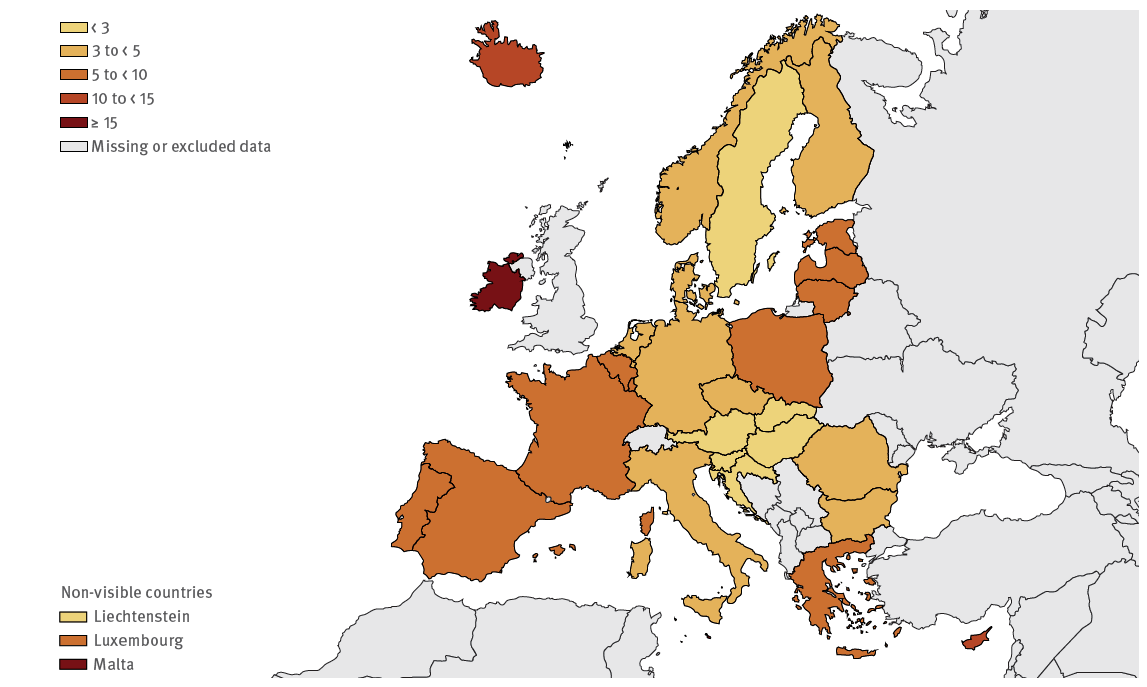 < 3
3 to < 5
5 to < 10
10 to < 15
≥ 15
Missing or excluded data
Non-visible countries
Liechtenstein
Luxembourg
Malta